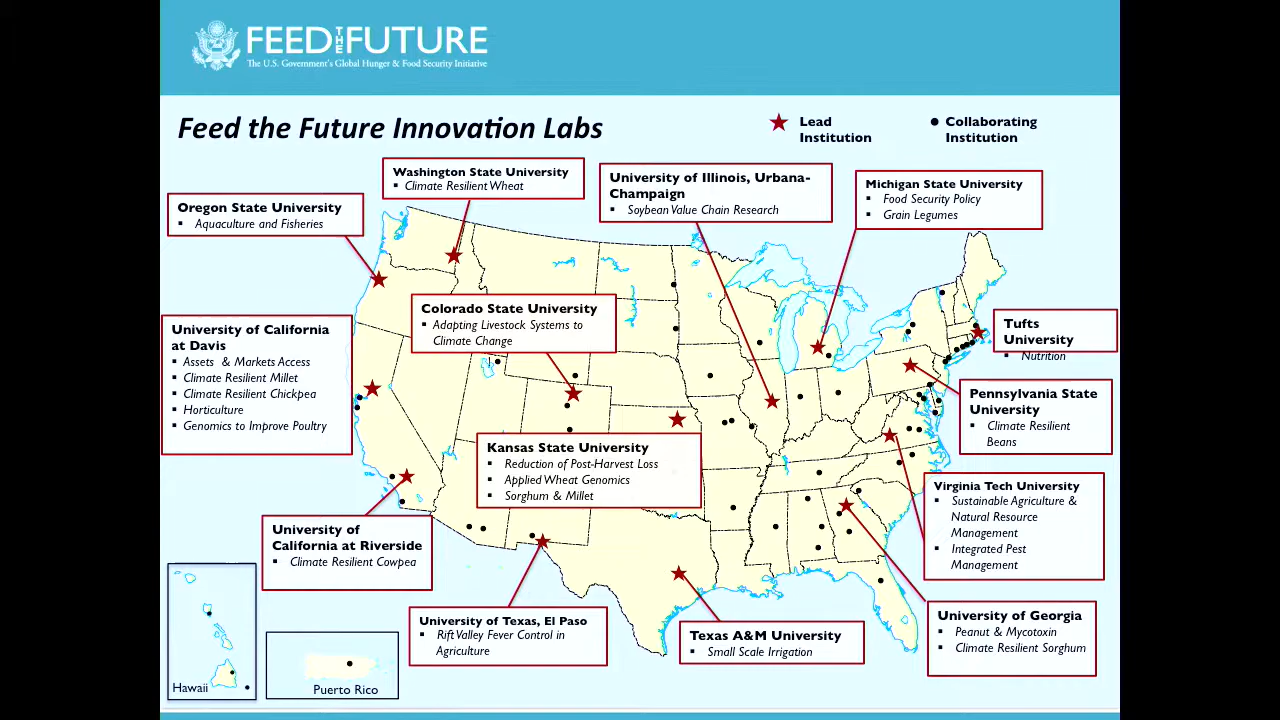 FEED THE FUTURE
The U.S. Government's Global Hunger & Food Security Initiative
Feed the Future Innovation Labs
Lead
Institution
Collaborating
Institution
Washington State University
▪ Climate Resilient Wheat
University of Illinois, Urbana-
Champaign
▪ Soybean Value Chain Research
Michigan State University
▪ Food Security Policy
▪ Grain Legumes
Oregon State University
▪ Aquaculture and Fisheries
Colorado State University
▪ Adapting Livestock Systems to
Climate Change
University of California
at Davis
▪ Assets & Markets Access
▪ Climate Resilient Millet
▪ Climate Resilient Chickpea
▪ Horticulture
▪ Genomics to Improve Poultry
Tufts
University
▪ Nutrition
Pennsylvania State
University
▪ Climate Resilient
Beans
Kansas State University
▪ Reduction of Post-Harvest Loss
▪ Applied Wheat Genomics
▪ Sorghum & Millet
Virginia Tech University
▪ Sustainable Agriculture &
Natural Resource
Management
▪ Integrated Pest
Management
University of
California at Riverside
▪ Climate Resilient Cowpea
University of Texas, El Paso
▪ Rift Valley Fever Control in
Agriculture
Texas A&M University
▪ Small Scale Irrigation
University of Georgia
▪ Peanut & Mycotoxin
▪ Climate Resilient Sorghum
Hawaii
Puerto Rico